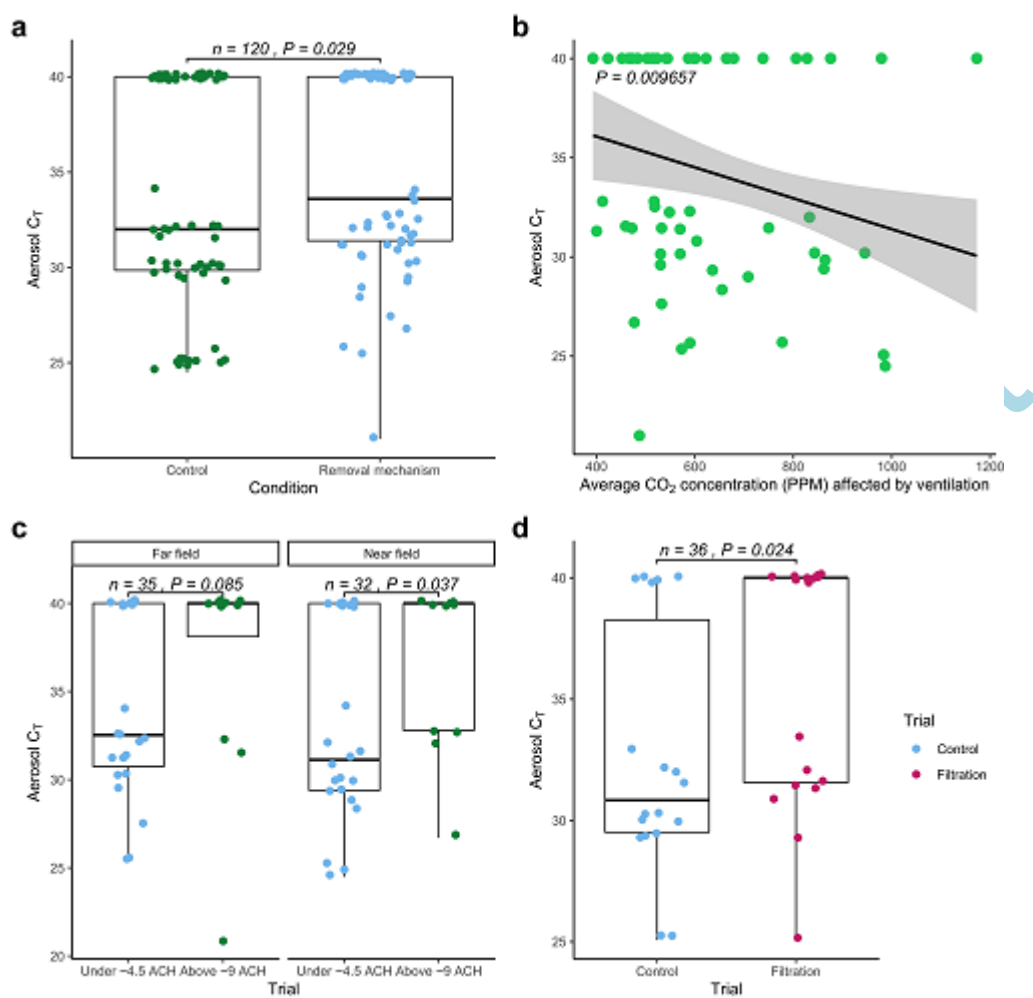 a
n = 120 , P = 0.029
40
35
30
25
Aerosol C_T
Control
Removal mechanism
Condition
b
P = 0.009657
40
35
30
25
Aerosol C_T
400
600
800
1000
1200
Average CO₂ concentration (PPM) affected by ventilation
c
Far field
Near field
n = 35 , P = 0.085
n = 32 , P = 0.037
40
35
30
25
20
Aerosol C_T
Under ~4.5 ACH
Above ~9 ACH
Under ~4.5 ACH
Above ~9 ACH
Trial
d
n = 36 , P = 0.024
40
35
30
25
Aerosol C_T
Control
Filtration
Trial
Trial
Control
Filtration